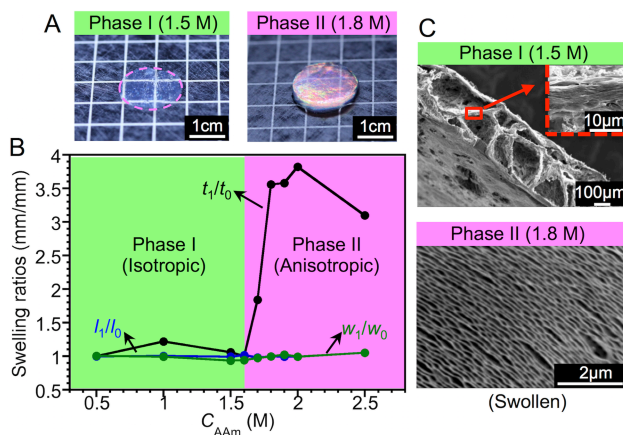 A
Phase I (1.5 M)
Phase II (1.8 M)
1cm
1cm
B
Swelling ratios (mm/mm)
4
3.5
3
2.5
2
1.5
1
0.5
t₁/t₀
Phase I
(Isotropic)
Phase II
(Anisotropic)
l₁/l₀
w₁/w₀
0.5
1
1.5
2
2.5
C_AAm (M)
C
Phase I (1.5 M)
10μm
100μm
Phase II (1.8 M)
2μm
(Swollen)